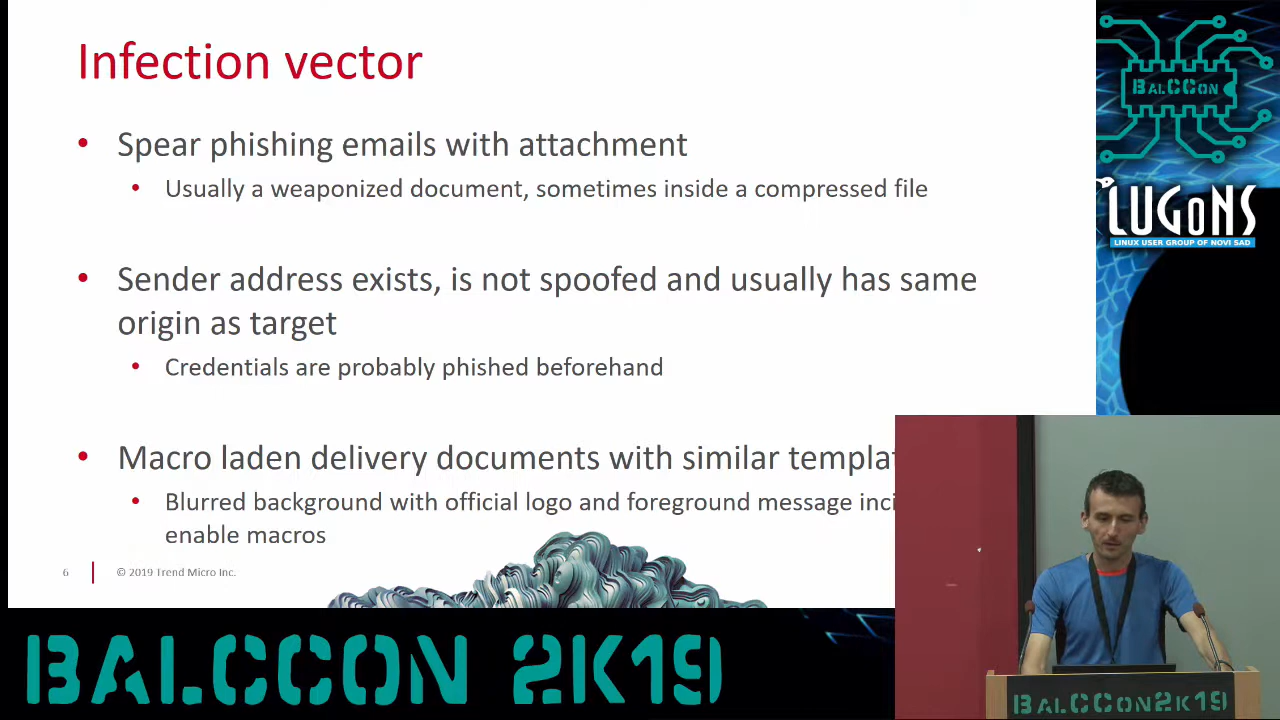 Infection vector
• Spear phishing emails with attachment
• Usually a weaponized document, sometimes inside a compressed file
• Sender address exists, is not spoofed and usually has same
origin as target
• Credentials are probably phished beforehand
• Macro laden delivery documents with similar
• Blurred background with official logo and foreground message
enable macros
6
© 2019 Trend Micro Inc.
BALCCON
LUGONS
LINUX USER GROUP OF NOVI SAD
BALCCON 2K19
BALCCON2K19